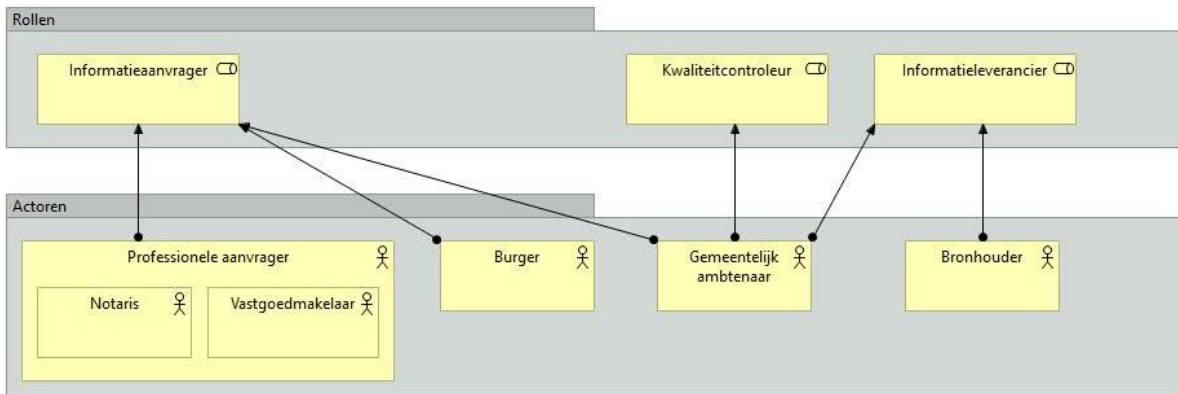 Rollen
Informatieaanvrager
Kwaliteitcontroleur
Informatieleverancier
Actoren
Professionele aanvrager
Burger
Gemeentelijk
ambtenaar
Bronhouder
Notaris
Vastgoedmakelaar